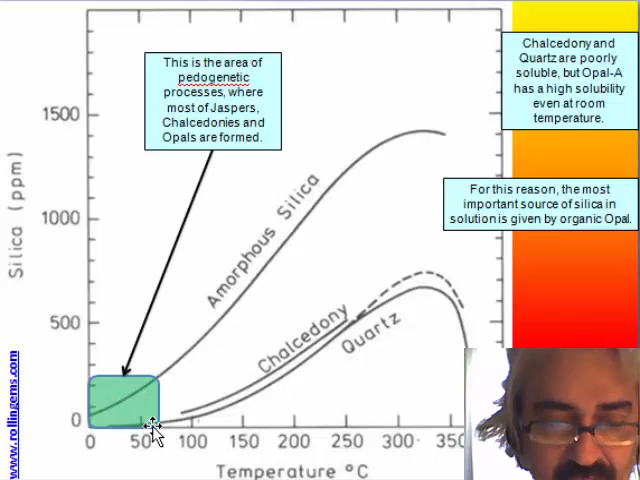 This is the area of
pedogenetic
processes, where
most of Jaspers,
Chalcedonies and
Opals are formed.
Chalcedony and
Quartz are poorly
soluble, but Opal-A
has a high solubility
even at room
temperature.
For this reason, the most
important source of silica in
solution is given by organic Opal.
Silica (ppm)
1500
1000
500
0
Amorphous Silica
Chalcedony
Quartz
0 50 100 150 200 250 300 350
Temperature °C
www.rollingems.com